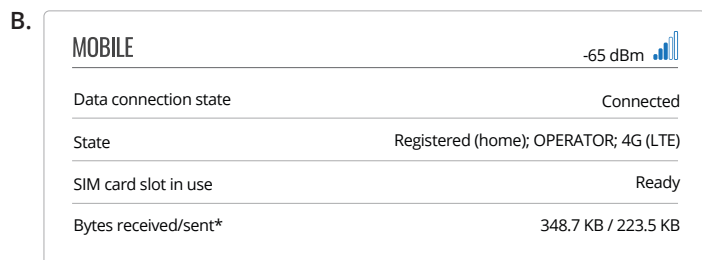 B.
MOBILE -65 dBm
Data connection state Connected
State Registered (home); OPERATOR; 4G (LTE)
SIM card slot in use Ready
Bytes received/sent* 348.7 KB / 223.5 KB